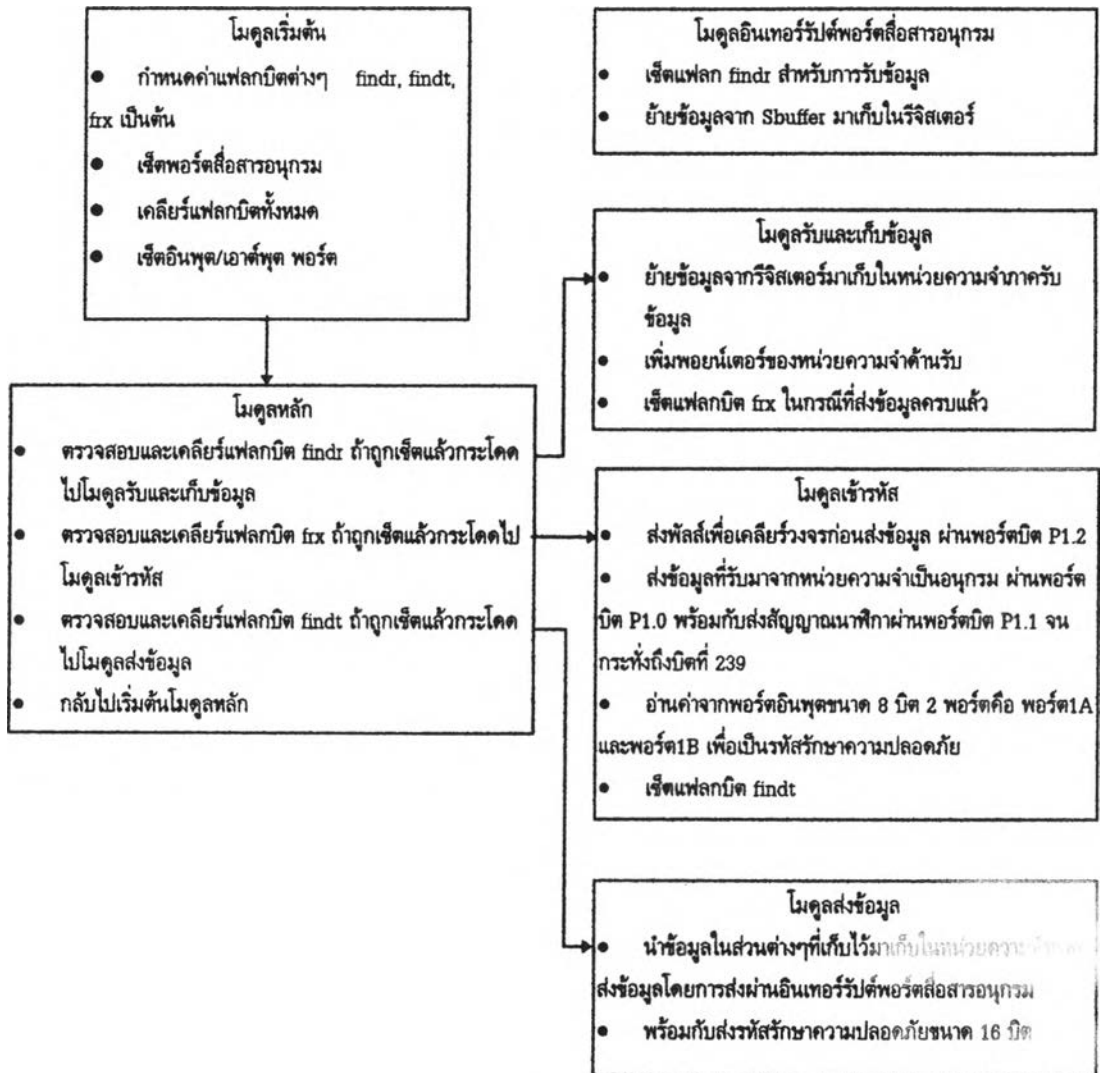 โมดูลเริ่มต้น
● กำหนดค่าแฟลกบิตต่างๆ findr, findt,
frx เป็นต้น
● เซ็ตพอร์ตสื่อสารอนุกรม
● เคลียร์แฟลกบิตทั้งหมด
● เซ็ตอินพุต/เอาต์พุต พอร์ต
โมดูลอินเทอร์รัปต์พอร์ตสื่อสารอนุกรม
● เซ็ตแฟลก findr สำหรับการรับข้อมูล
● ย้ายข้อมูลจาก Sbuffer มาเก็บในรีจิสเตอร์
โมดูลรับและเก็บข้อมูล
● ย้ายข้อมูลจากรีจิสเตอร์มาเก็บในหน่วยความจำภาครับ
ข้อมูล
● เพิ่มพอยน์เตอร์ของหน่วยความจำด้านรับ
● เซ็ตแฟลกบิต frx ในกรณีที่ส่งข้อมูลครบแล้ว
โมดูลหลัก
● ตรวจสอบและเคลียร์แฟลกบิต findr ถ้าถูกเซ็ตแล้วกระโดด
ไปโมดูลรับและเก็บข้อมูล
● ตรวจสอบและเคลียร์แฟลกบิต frx ถ้าถูกเซ็ตแล้วกระโดดไป
โมดูลเข้ารหัส
● ตรวจสอบและเคลียร์แฟลกบิต findt ถ้าถูกเซ็ตแล้วกระโดด
ไปโมดูลส่งข้อมูล
● กลับไปเริ่มต้นโมดูลหลัก
โมดูลเข้ารหัส
● ส่งพัลส์เพื่อเคลียร์วงจรก่อนส่งข้อมูล ผ่านพอร์ตบิต P1.2
● ส่งข้อมูลที่รับมาจากหน่วยความจำเป็นอนุกรม ผ่านพอร์ต
บิต P1.0 พร้อมกับส่งสัญญาณนาฬิกาผ่านพอร์ตบิต P1.1 จน
กระทั่งถึงบิตที่ 239
● อ่านค่าจากพอร์ตอินพุตขนาด 8 บิต 2 พอร์ตคือ พอร์ต1A
และพอร์ต1B เพื่อเป็นรหัสรักษาความปลอดภัย
● เซ็ตแฟลกบิต findt
โมดูลส่งข้อมูล
● นำข้อมูลในส่วนต่างๆที่เก็บไว้มาเก็บในหน่วยความ
ส่งข้อมูลโดยการส่งผ่านอินเทอร์รัปต์พอร์ตสื่อสารอนุกรม
● พร้อมกับส่งรหัสรักษาความปลอดภัยขนาด 16 บิต